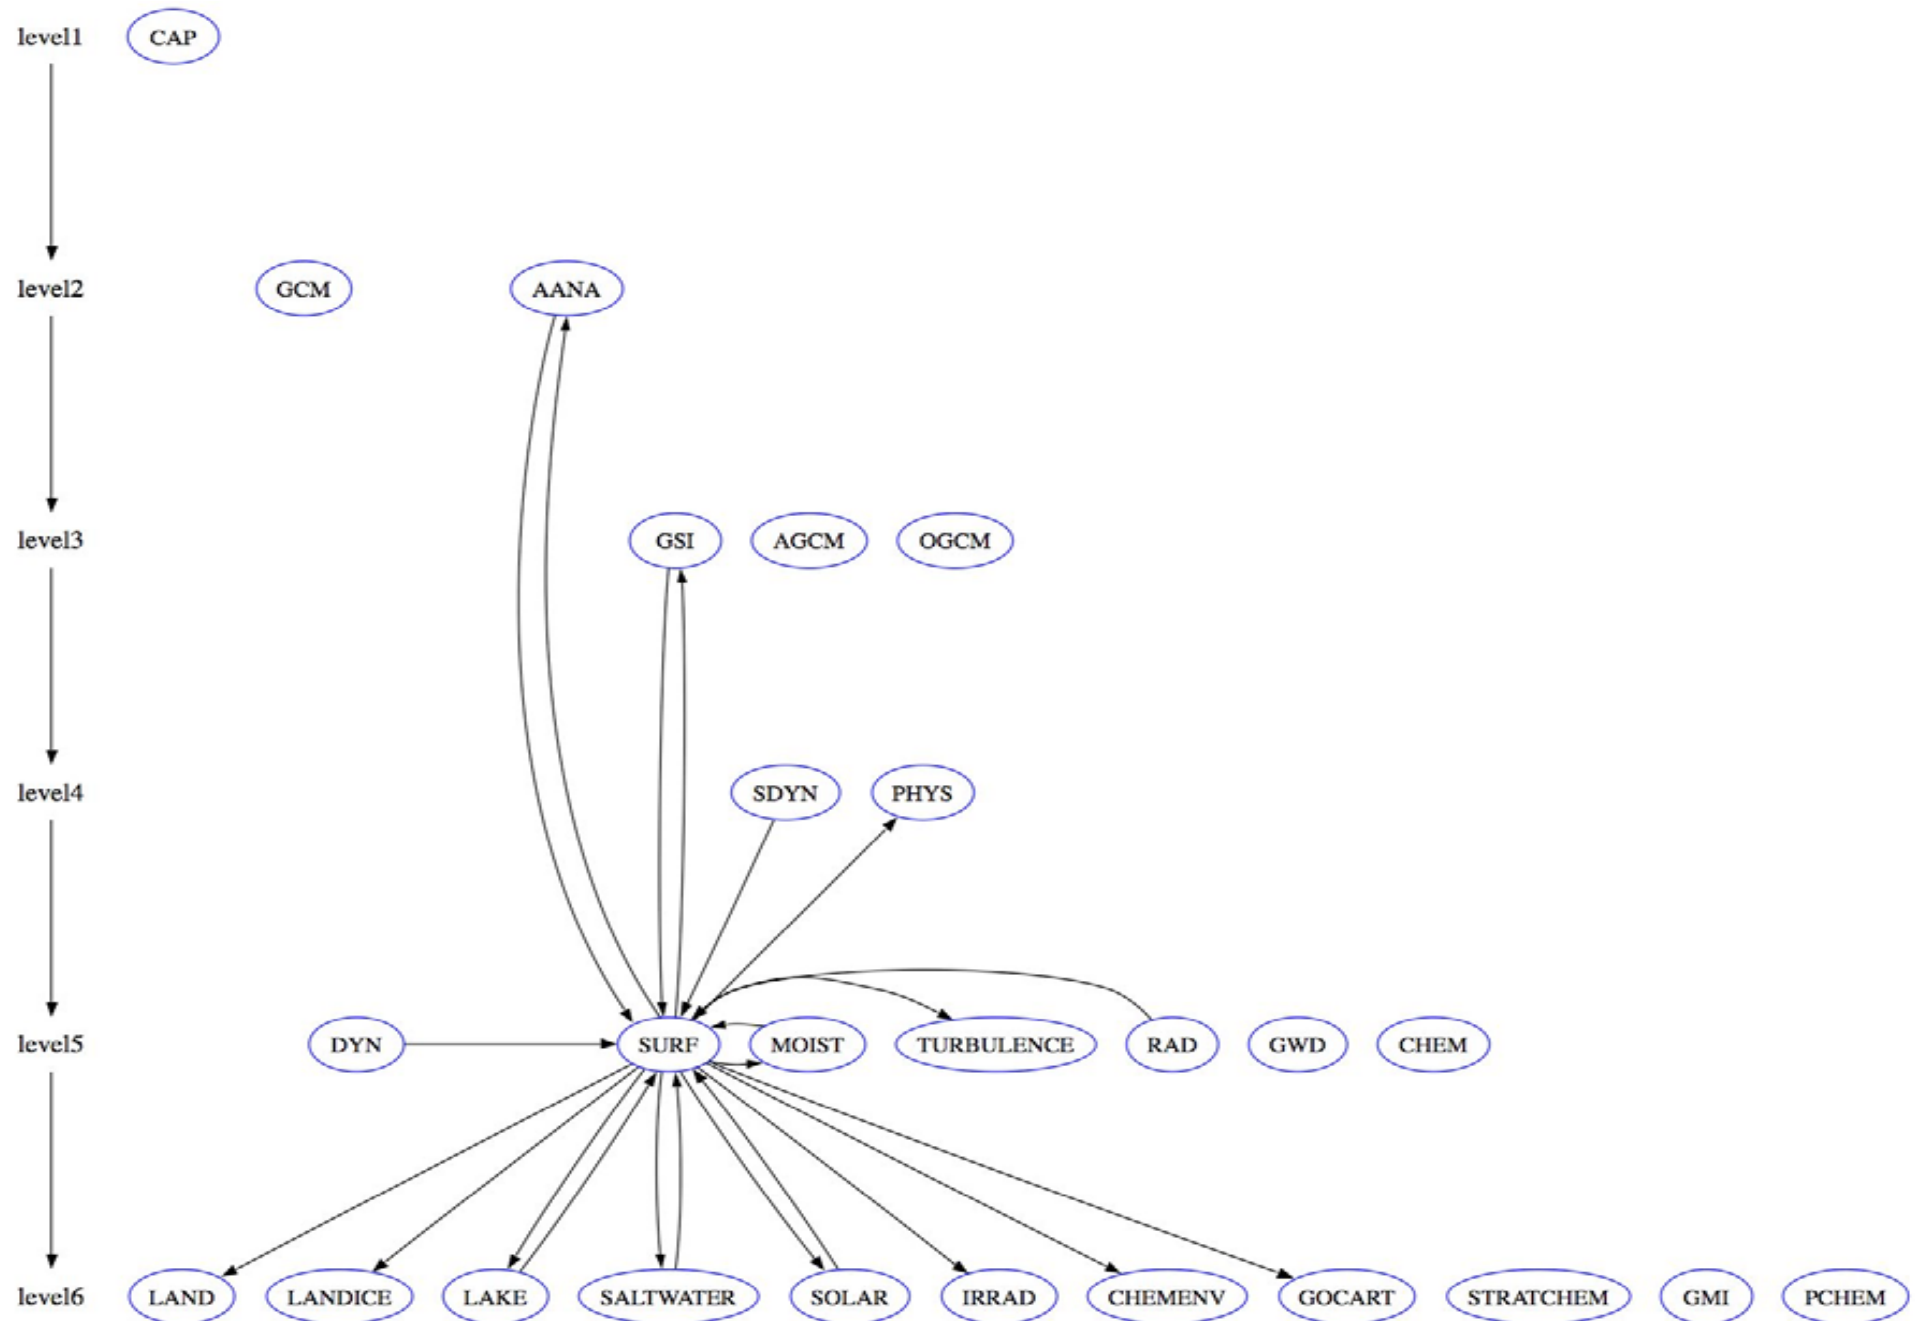 level1 CAP
level2 GCM AANA
level3 GSI AGCM OGCM
level4 SDYN PHYS
level5 DYN SURF MOIST TURBULENCE RAD GWD CHEM
level6 LAND LANDICE LAKE SALTWATER SOLAR IRRAD CHEMENV GOCART STRATCHEM GMI PCHEM